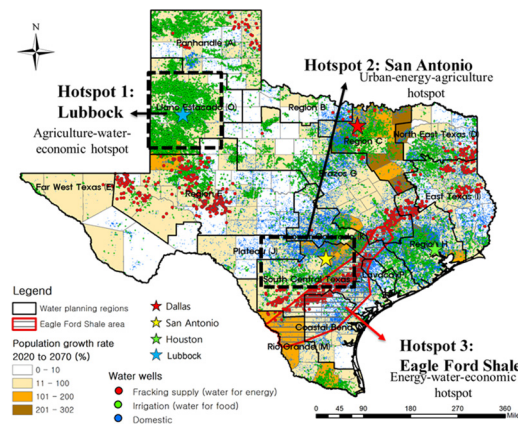 N
Panhandle (A)
Hotspot 1:
Lubbock
Agriculture-water-
economic hotspot
Llano Estacado (O)
Hotspot 2: San Antonio
Urban-energy-agriculture
hotspot
Region B
Region C
North East Texas (D)
Brazos G
East Texas (I)
Far West Texas (E)
Region F
Region H
Plateau (J)
South Central Texas
Lavaca (P)
Coastal Bend (N)
Rio Grande (M)
Hotspot 3:
Eagle Ford Shale
Energy-water-economic
hotspot
Legend
Water planning regions
Eagle Ford Shale area
Population growth rate
2020 to 2070 (%)
0 - 10
11 - 100
101 - 200
201 - 302
Dallas
San Antonio
Houston
Lubbock
Water wells
Fracking supply (water for energy)
Irrigation (water for food)
Domestic
0 45 90 180 270 360
Mile